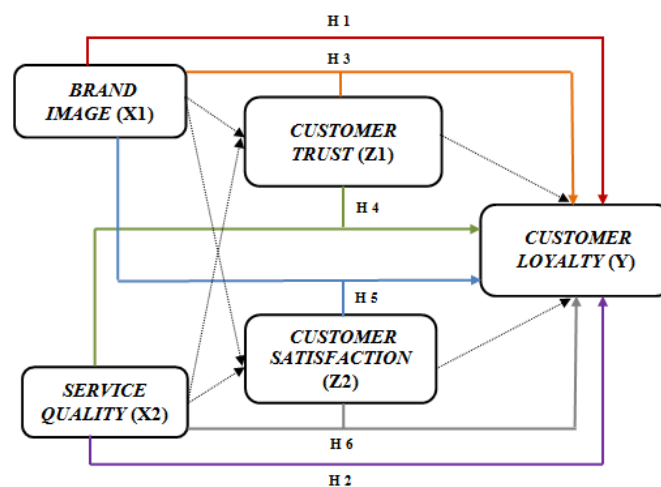 H 1
H 3
BRAND
IMAGE (X1)
CUSTOMER
TRUST (Z1)
H 4
CUSTOMER
LOYALTY (Y)
H 5
CUSTOMER
SATISFACTION
(Z2)
SERVICE
QUALITY (X2)
H 6
H 2